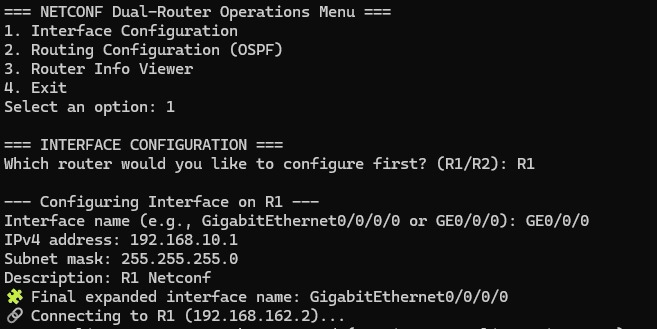 === NETCONF Dual-Router Operations Menu ===
1. Interface Configuration
2. Routing Configuration (OSPF)
3. Router Info Viewer
4. Exit
Select an option: 1
=== INTERFACE CONFIGURATION ===
Which router would you like to configure first? (R1/R2): R1
--- Configuring Interface on R1 ---
Interface name (e.g., GigabitEthernet0/0/0/0 or GE0/0/0): GE0/0/0
IPv4 address: 192.168.10.1
Subnet mask: 255.255.255.0
Description: R1 Netconf
🧩 Final expanded interface name: GigabitEthernet0/0/0/0
🔗 Connecting to R1 (192.168.162.2)...